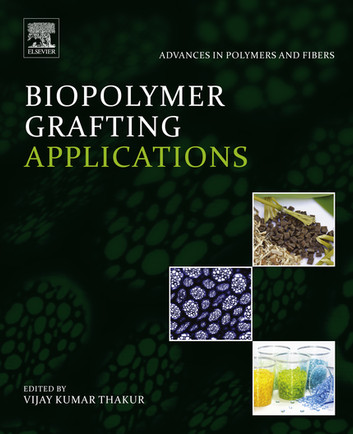 ELSEVIER
ADVANCES IN POLYMERS AND FIBERS
BIOPOLYMER
GRAFTING
APPLICATIONS
EDITED BY
VIJAY KUMAR THAKUR